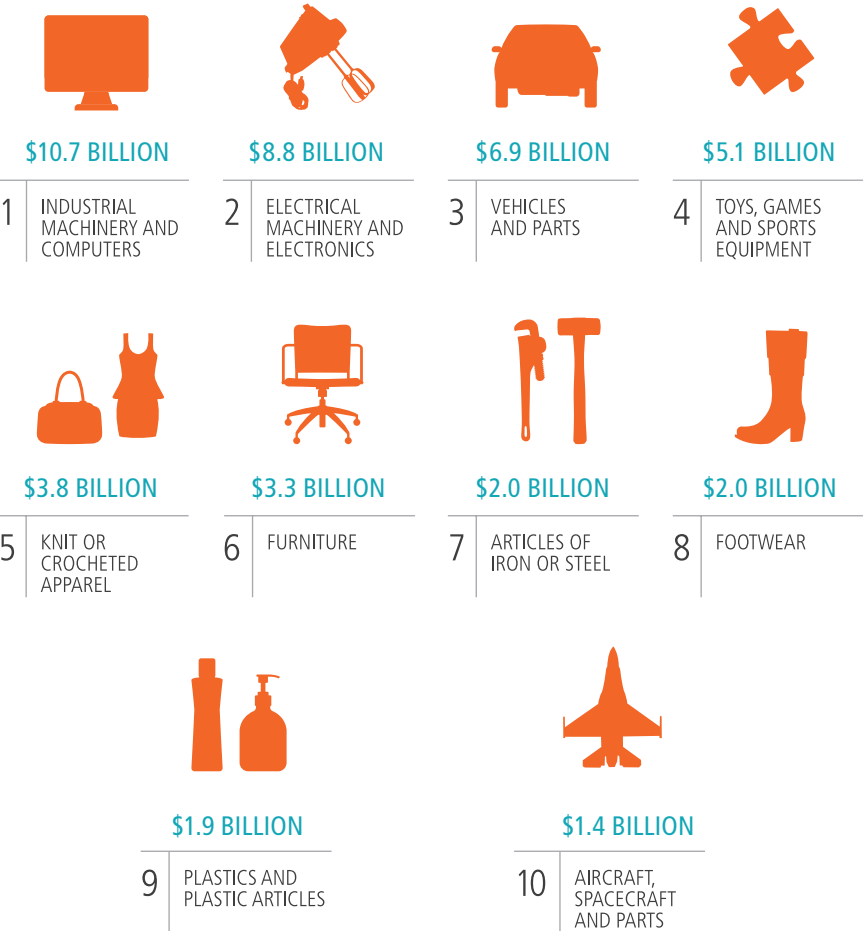 $10.7 BILLION
1
INDUSTRIAL
MACHINERY AND
COMPUTERS
$8.8 BILLION
2
ELECTRICAL
MACHINERY AND
ELECTRONICS
$6.9 BILLION
3
VEHICLES
AND PARTS
$5.1 BILLION
4
TOYS, GAMES
AND SPORTS
EQUIPMENT
$3.8 BILLION
5
KNIT OR
CROCHETED
APPAREL
$3.3 BILLION
6
FURNITURE
$2.0 BILLION
7
ARTICLES OF
IRON OR STEEL
$2.0 BILLION
8
FOOTWEAR
$1.9 BILLION
9
PLASTICS AND
PLASTIC ARTICLES
$1.4 BILLION
10
AIRCRAFT,
SPACECRAFT
AND PARTS